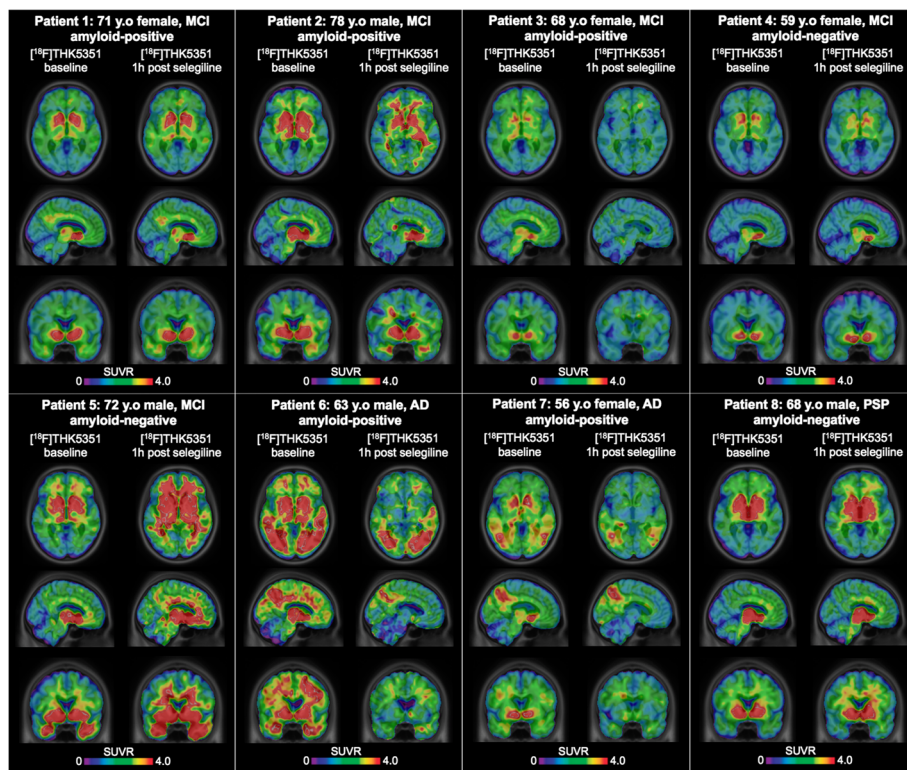 Patient 1: 71 y.o female, MCI
amyloid-positive
[¹⁸F]THK5351
baseline
[¹⁸F]THK5351
1h post selegiline
SUVR
0
4.0
Patient 2: 78 y.o male, MCI
amyloid-positive
[¹⁸F]THK5351
baseline
[¹⁸F]THK5351
1h post selegiline
SUVR
0
4.0
Patient 3: 68 y.o female, MCI
amyloid-positive
[¹⁸F]THK5351
baseline
[¹⁸F]THK5351
1h post selegiline
SUVR
0
4.0
Patient 4: 59 y.o female, MCI
amyloid-negative
[¹⁸F]THK5351
baseline
[¹⁸F]THK5351
1h post selegiline
SUVR
0
4.0
Patient 5: 72 y.o male, MCI
amyloid-negative
[¹⁸F]THK5351
baseline
[¹⁸F]THK5351
1h post selegiline
SUVR
0
4.0
Patient 6: 63 y.o male, AD
amyloid-positive
[¹⁸F]THK5351
baseline
[¹⁸F]THK5351
1h post selegiline
SUVR
0
4.0
Patient 7: 56 y.o female, AD
amyloid-positive
[¹⁸F]THK5351
baseline
[¹⁸F]THK5351
1h post selegiline
SUVR
0
4.0
Patient 8: 68 y.o male, PSP
amyloid-negative
[¹⁸F]THK5351
baseline
[¹⁸F]THK5351
1h post selegiline
SUVR
0
4.0